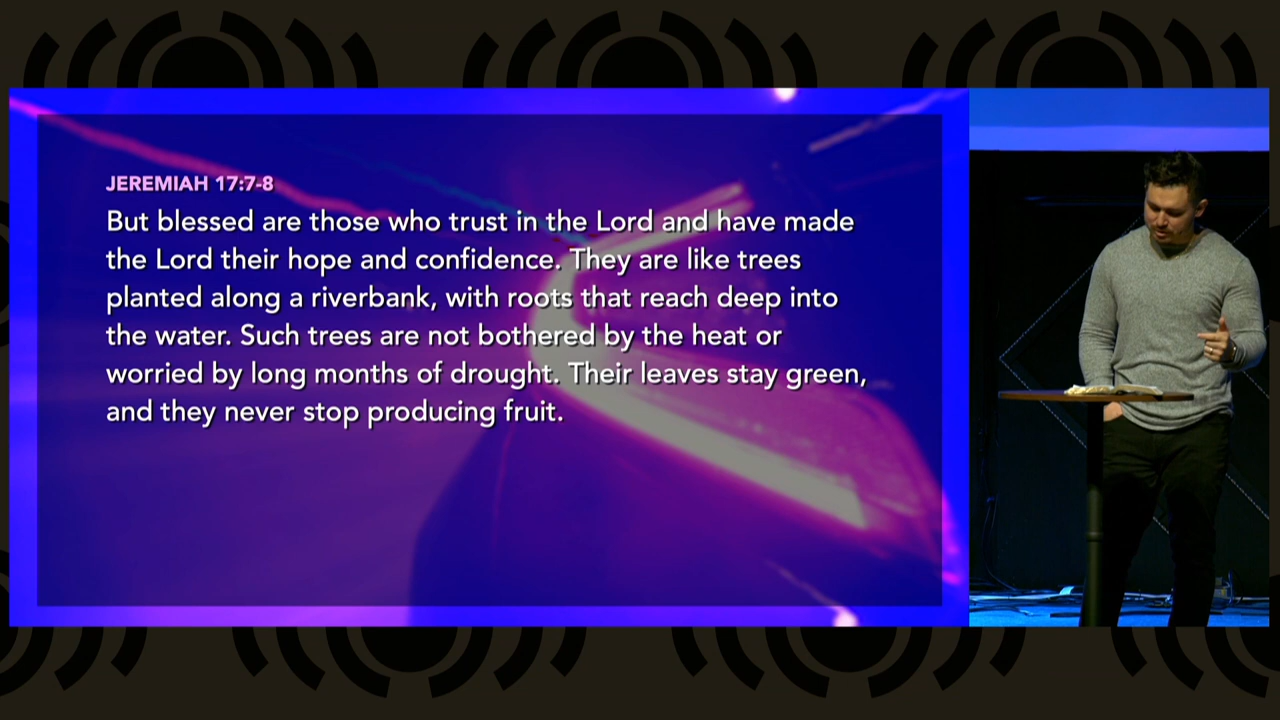 JEREMIAH 17:7-8
But blessed are those who trust in the Lord and have made
the Lord their hope and confidence. They are like trees
planted along a riverbank, with roots that reach deep into
the water. Such trees are not bothered by the heat or
worried by long months of drought. Their leaves stay green,
and they never stop producing fruit.